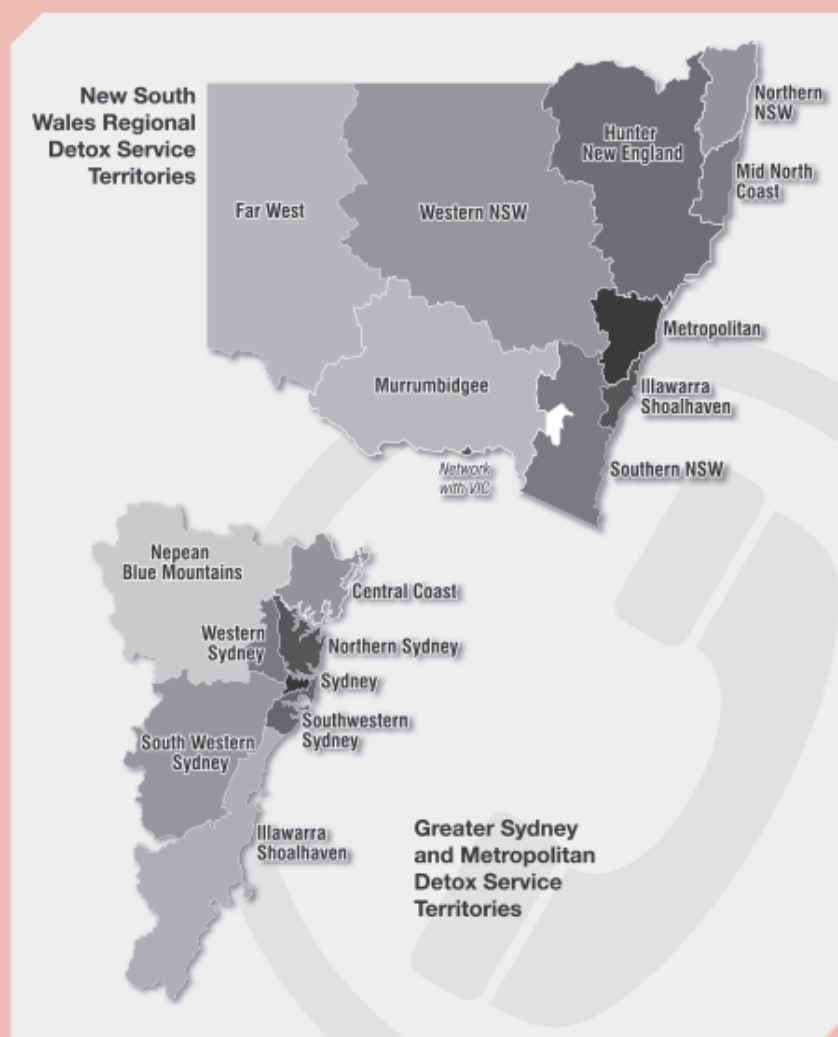 New South
Wales Regional
Detox Service
Territories
Northern
NSW
Hunter
New England
Mid North
Coast
Far West
Western NSW
Metropolitan
Murrumbidgee
Illawarra
Shoalhaven
Network
with VIC
Southern NSW
Nepean
Blue Mountains
Central Coast
Western
Sydney
Northern Sydney
Sydney
Southwestern
Sydney
South Western
Sydney
Illawarra
Shoalhaven
Greater Sydney
and Metropolitan
Detox Service
Territories